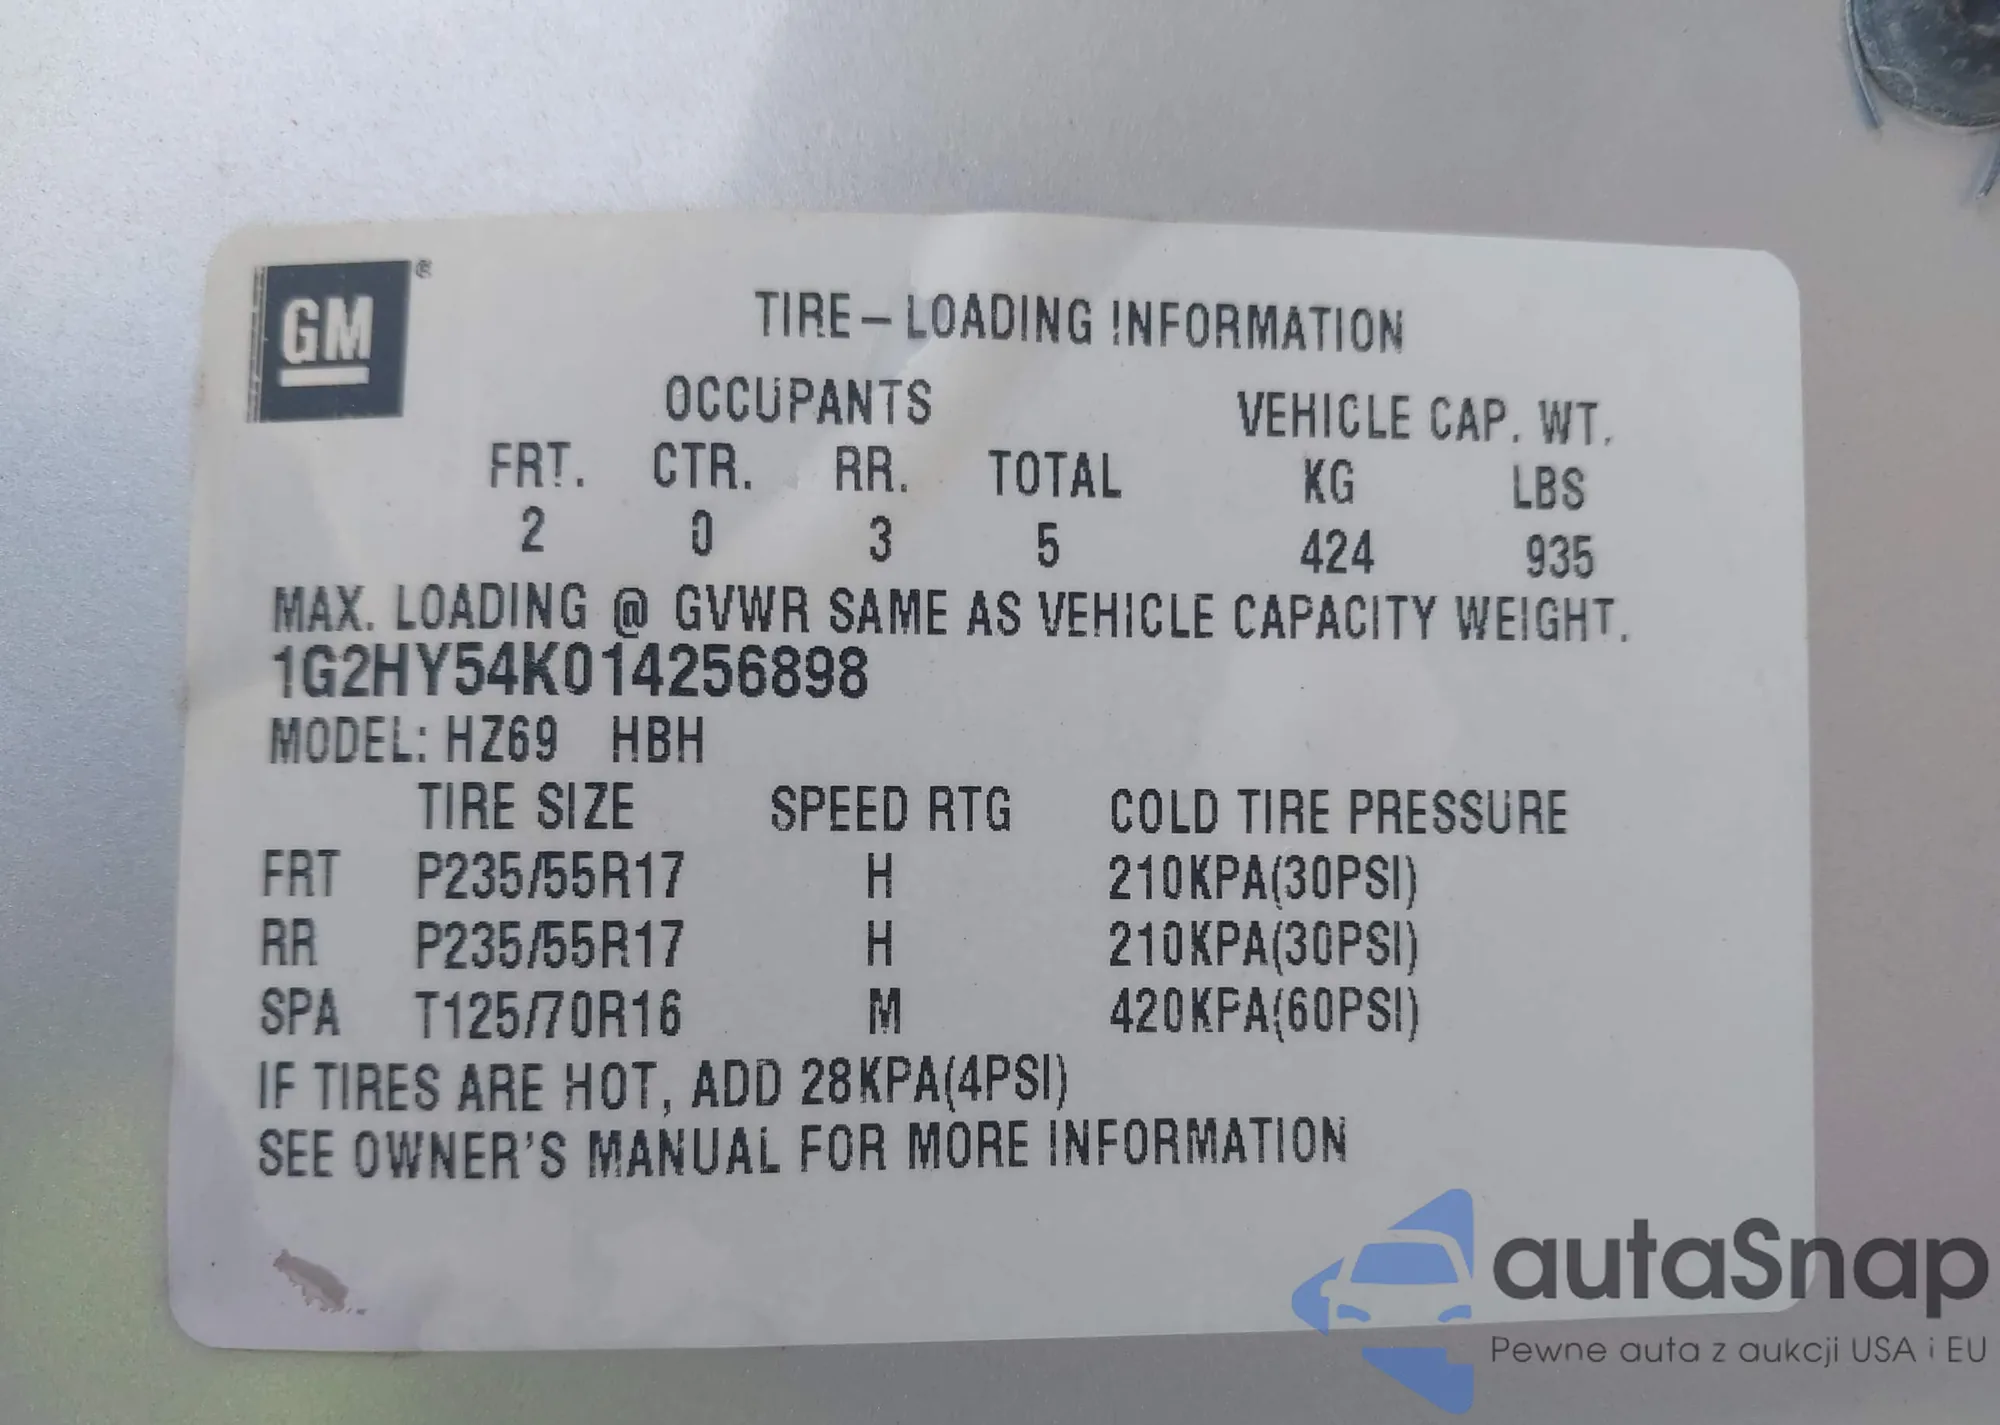 GM ®
TIRE – LOADING INFORMATION
OCCUPANTS VEHICLE CAP. WT.
FRT. CTR. RR. TOTAL KG LBS
2 0 3 5 424 935
MAX. LOADING @ GVWR SAME AS VEHICLE CAPACITY WEIGHT.
1G2HY54K014256898
MODEL: HZ69 HBH
TIRE SIZE SPEED RTG COLD TIRE PRESSURE
FRT P235/55R17 H 210KPA(30PSI)
RR P235/55R17 H 210KPA(30PSI)
SPA T125/70R16 M 420KPA(60PSI)
IF TIRES ARE HOT, ADD 28KPA(4PSI)
SEE OWNER'S MANUAL FOR MORE INFORMATION
autaSnap
Pewne auta z aukcji USA i EU